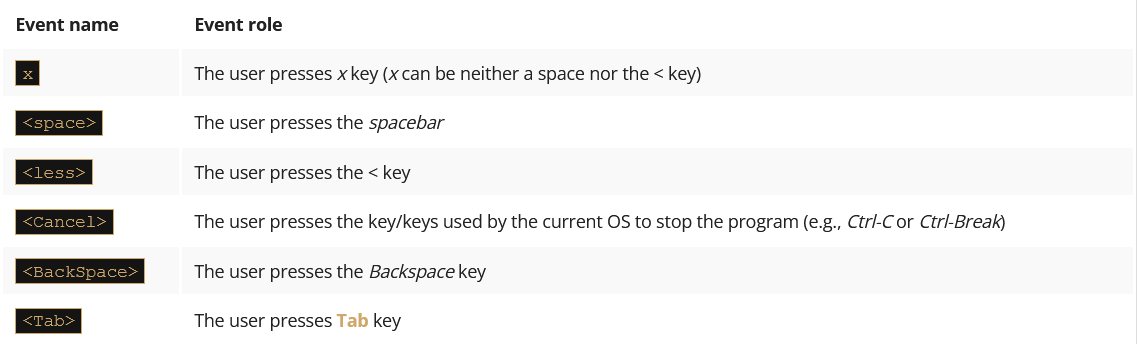 Event name Event role
x The user presses x key (x can be neither a space nor the < key)
<space> The user presses the spacebar
<less> The user presses the < key
<Cancel> The user presses the key/keys used by the current OS to stop the program (e.g., Ctrl-C or Ctrl-Break)
<BackSpace> The user presses the Backspace key
<Tab> The user presses Tab key